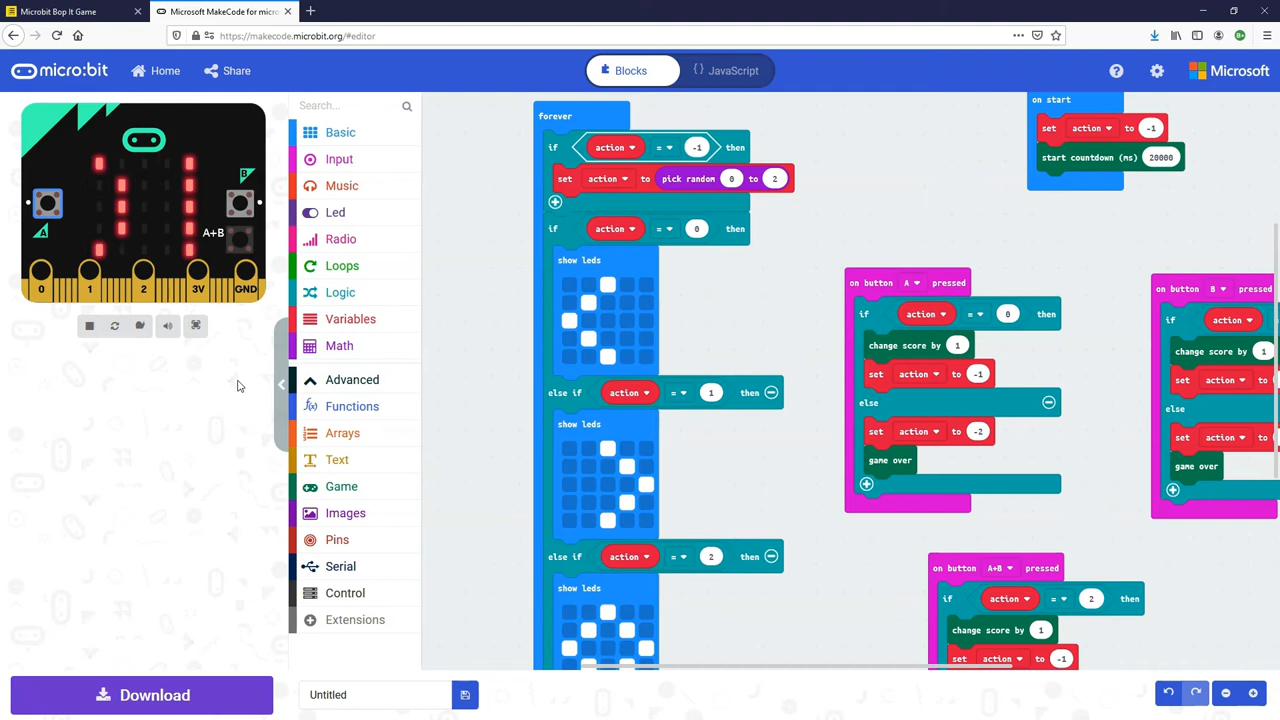 Microbit Bop It Game
Microsoft MakeCode for micro:
https://makecode.microbit.org/#editor
micro:bit
Home
Share
Blocks
{} JavaScript
Microsoft
A
B
A+B
0
1
2
3V
GND
Search...
Basic
Input
Music
Led
Radio
Loops
Logic
Variables
Math
Advanced
Functions
Arrays
Text
Game
Images
Pins
Serial
Control
Extensions
forever
if action = -1 then
set action to pick random 0 to 2
if action = 0 then
show leds
else if action = 1 then
show leds
else if action = 2 then
show leds
on start
set action to -1
start countdown (ms) 20000
on button A pressed
if action = 0 then
change score by 1
set action to -1
else
set action to -2
game over
on button B pressed
if action
change score by 1
set action to
else
set action to
game over
on button A+B pressed
if action = 2 then
change score by 1
set action to -1
Download
Untitled